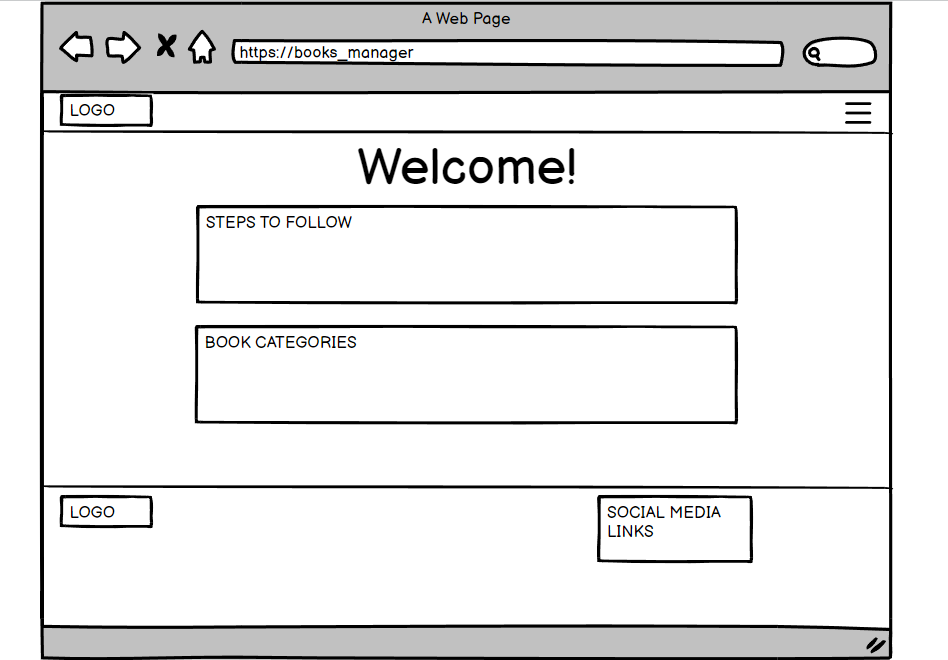 A Web Page
https://books_manager
LOGO
Welcome!
STEPS TO FOLLOW
BOOK CATEGORIES
LOGO
SOCIAL MEDIA
LINKS